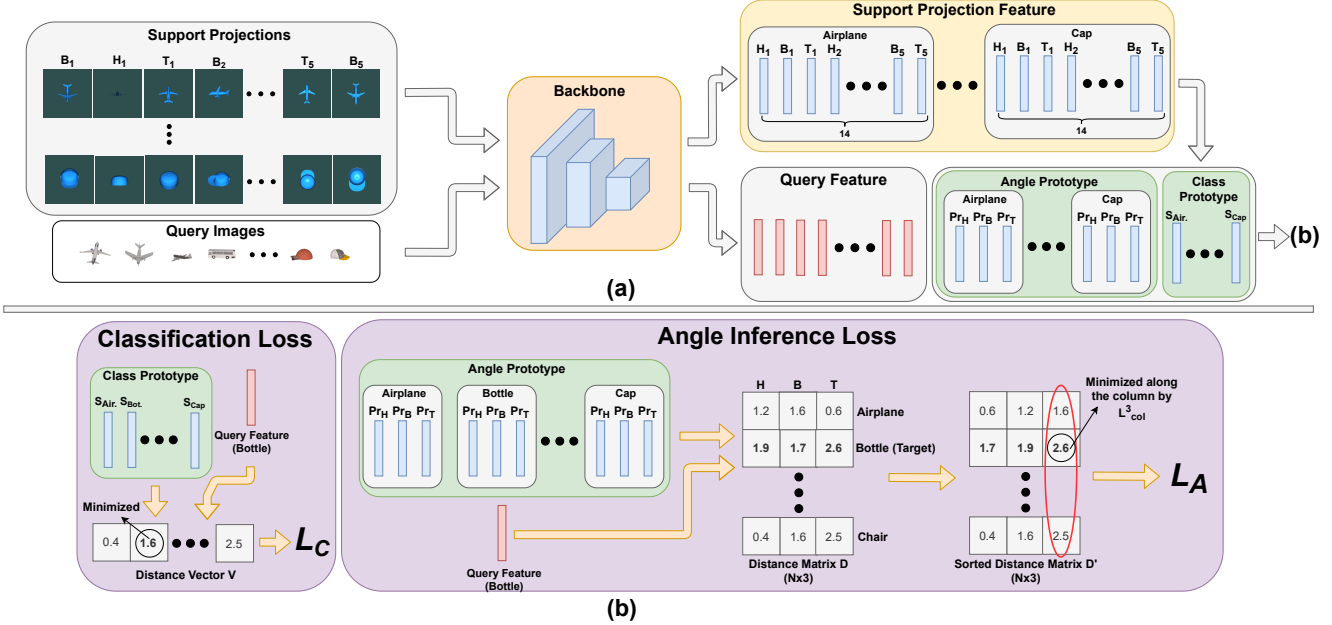 Support Projections
B1 H1 T1 B2 T5 B5
Query Images
Backbone
Support Projection Feature
Airplane
H1 B1 T1 H2 B5 T5
14
Cap
H1 B1 T1 H2 B5 T5
14
Query Feature
Angle Prototype
Airplane
PrH PrB PrT
Cap
PrH PrB PrT
Class
Prototype
SAir. SCap
(b)
(a)
Classification Loss
Class Prototype
SAir. SBot. SCap
Query Feature
(Bottle)
Minimized
0.4 1.6 2.5
LC
Distance Vector V
Angle Inference Loss
Angle Prototype
Airplane
PrH PrB PrT
Bottle
PrH PrB PrT
Cap
PrH PrB PrT
Query Feature
(Bottle)
H B T
1.2 1.6 0.6 Airplane
1.9 1.7 2.6 Bottle (Target)
0.4 1.6 2.5 Chair
Distance Matrix D
(Nx3)
0.6 1.2 1.6
1.7 1.9 2.6
0.4 1.6 2.5
Sorted Distance Matrix D'
(Nx3)
Minimized along
the column by
L3col
LA
(b)